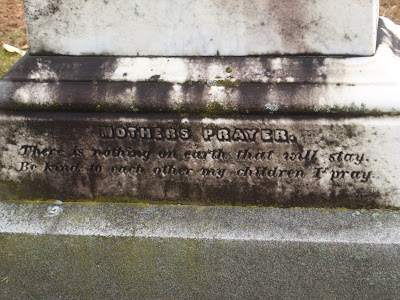 MOTHERS PRAYER.
There is nothing on earth that will stay.
Be kind to each other my children I pray